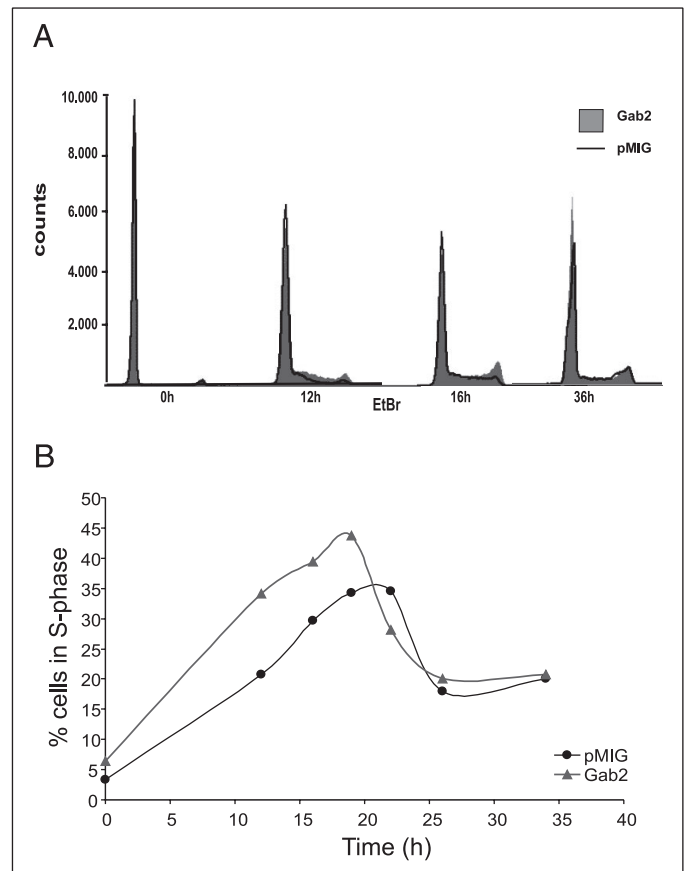 A
10,000
8,000
6,000
4,000
2,000
counts
Gab2
pMIG
0h
12h
16h
36h
EtBr
B
50
45
40
35
30
25
20
15
10
5
0
% cells in S-phase
pMIG
Gab2
0
5
10
15
20
25
30
35
40
Time (h)